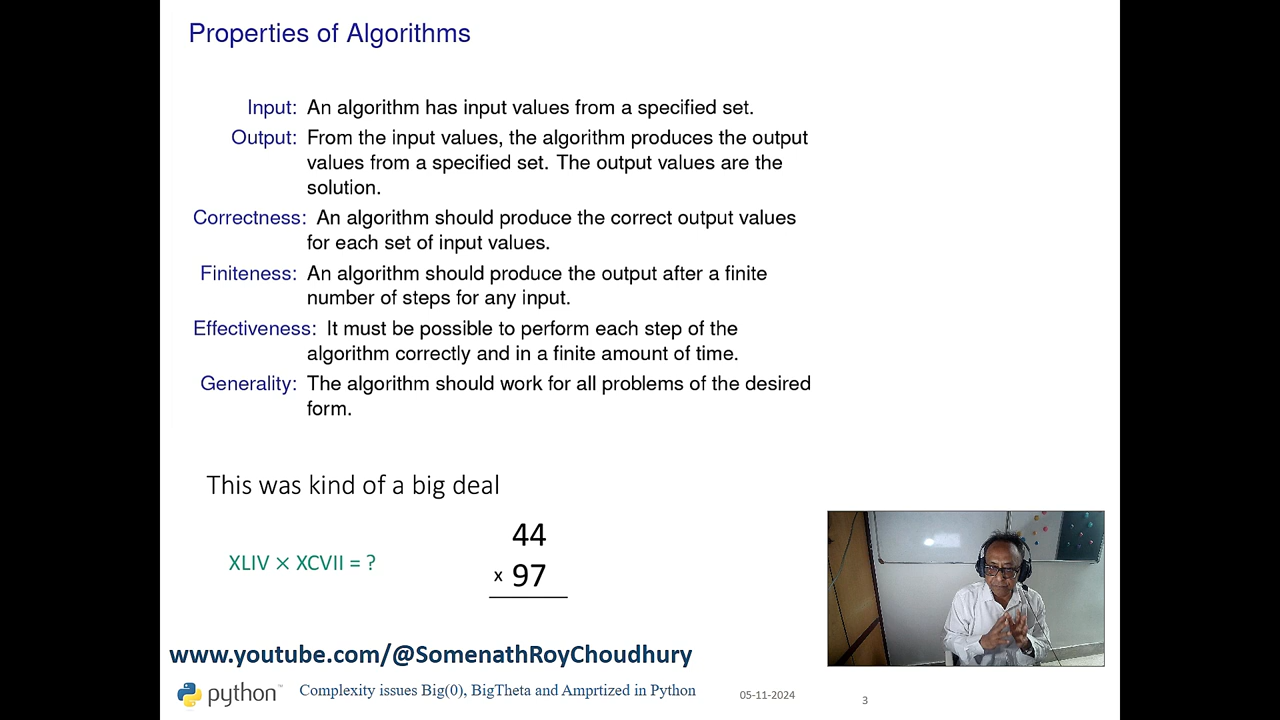 Properties of Algorithms
Input: An algorithm has input values from a specified set.
Output: From the input values, the algorithm produces the output
values from a specified set. The output values are the
solution.
Correctness: An algorithm should produce the correct output values
for each set of input values.
Finiteness: An algorithm should produce the output after a finite
number of steps for any input.
Effectiveness: It must be possible to perform each step of the
algorithm correctly and in a finite amount of time.
Generality: The algorithm should work for all problems of the desired
form.
This was kind of a big deal
XLIV × XCVII = ?
44
x 97
www.youtube.com/@SomenathRoyChoudhury
python™ Complexity issues Big(0), BigTheta and Amprtized in Python 05-11-2024 3